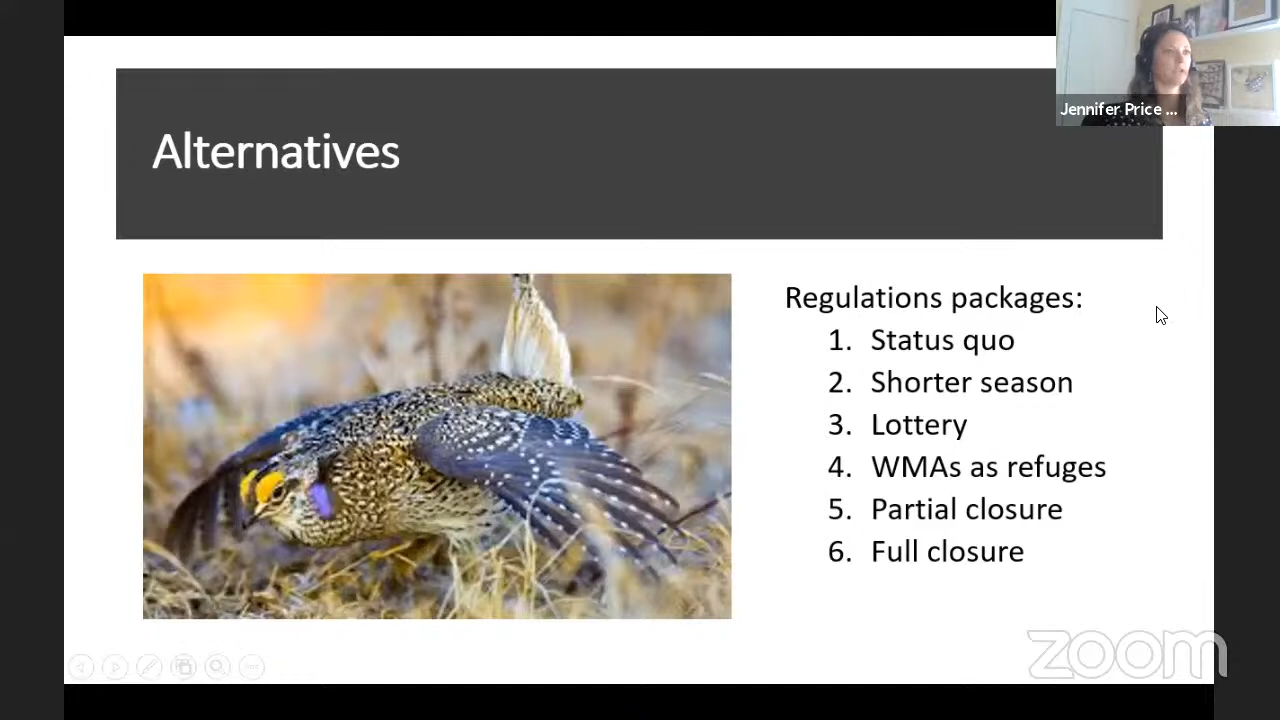 Jennifer Price ...
Alternatives
Regulations packages:
1. Status quo
2. Shorter season
3. Lottery
4. WMAs as refuges
5. Partial closure
6. Full closure
zoom